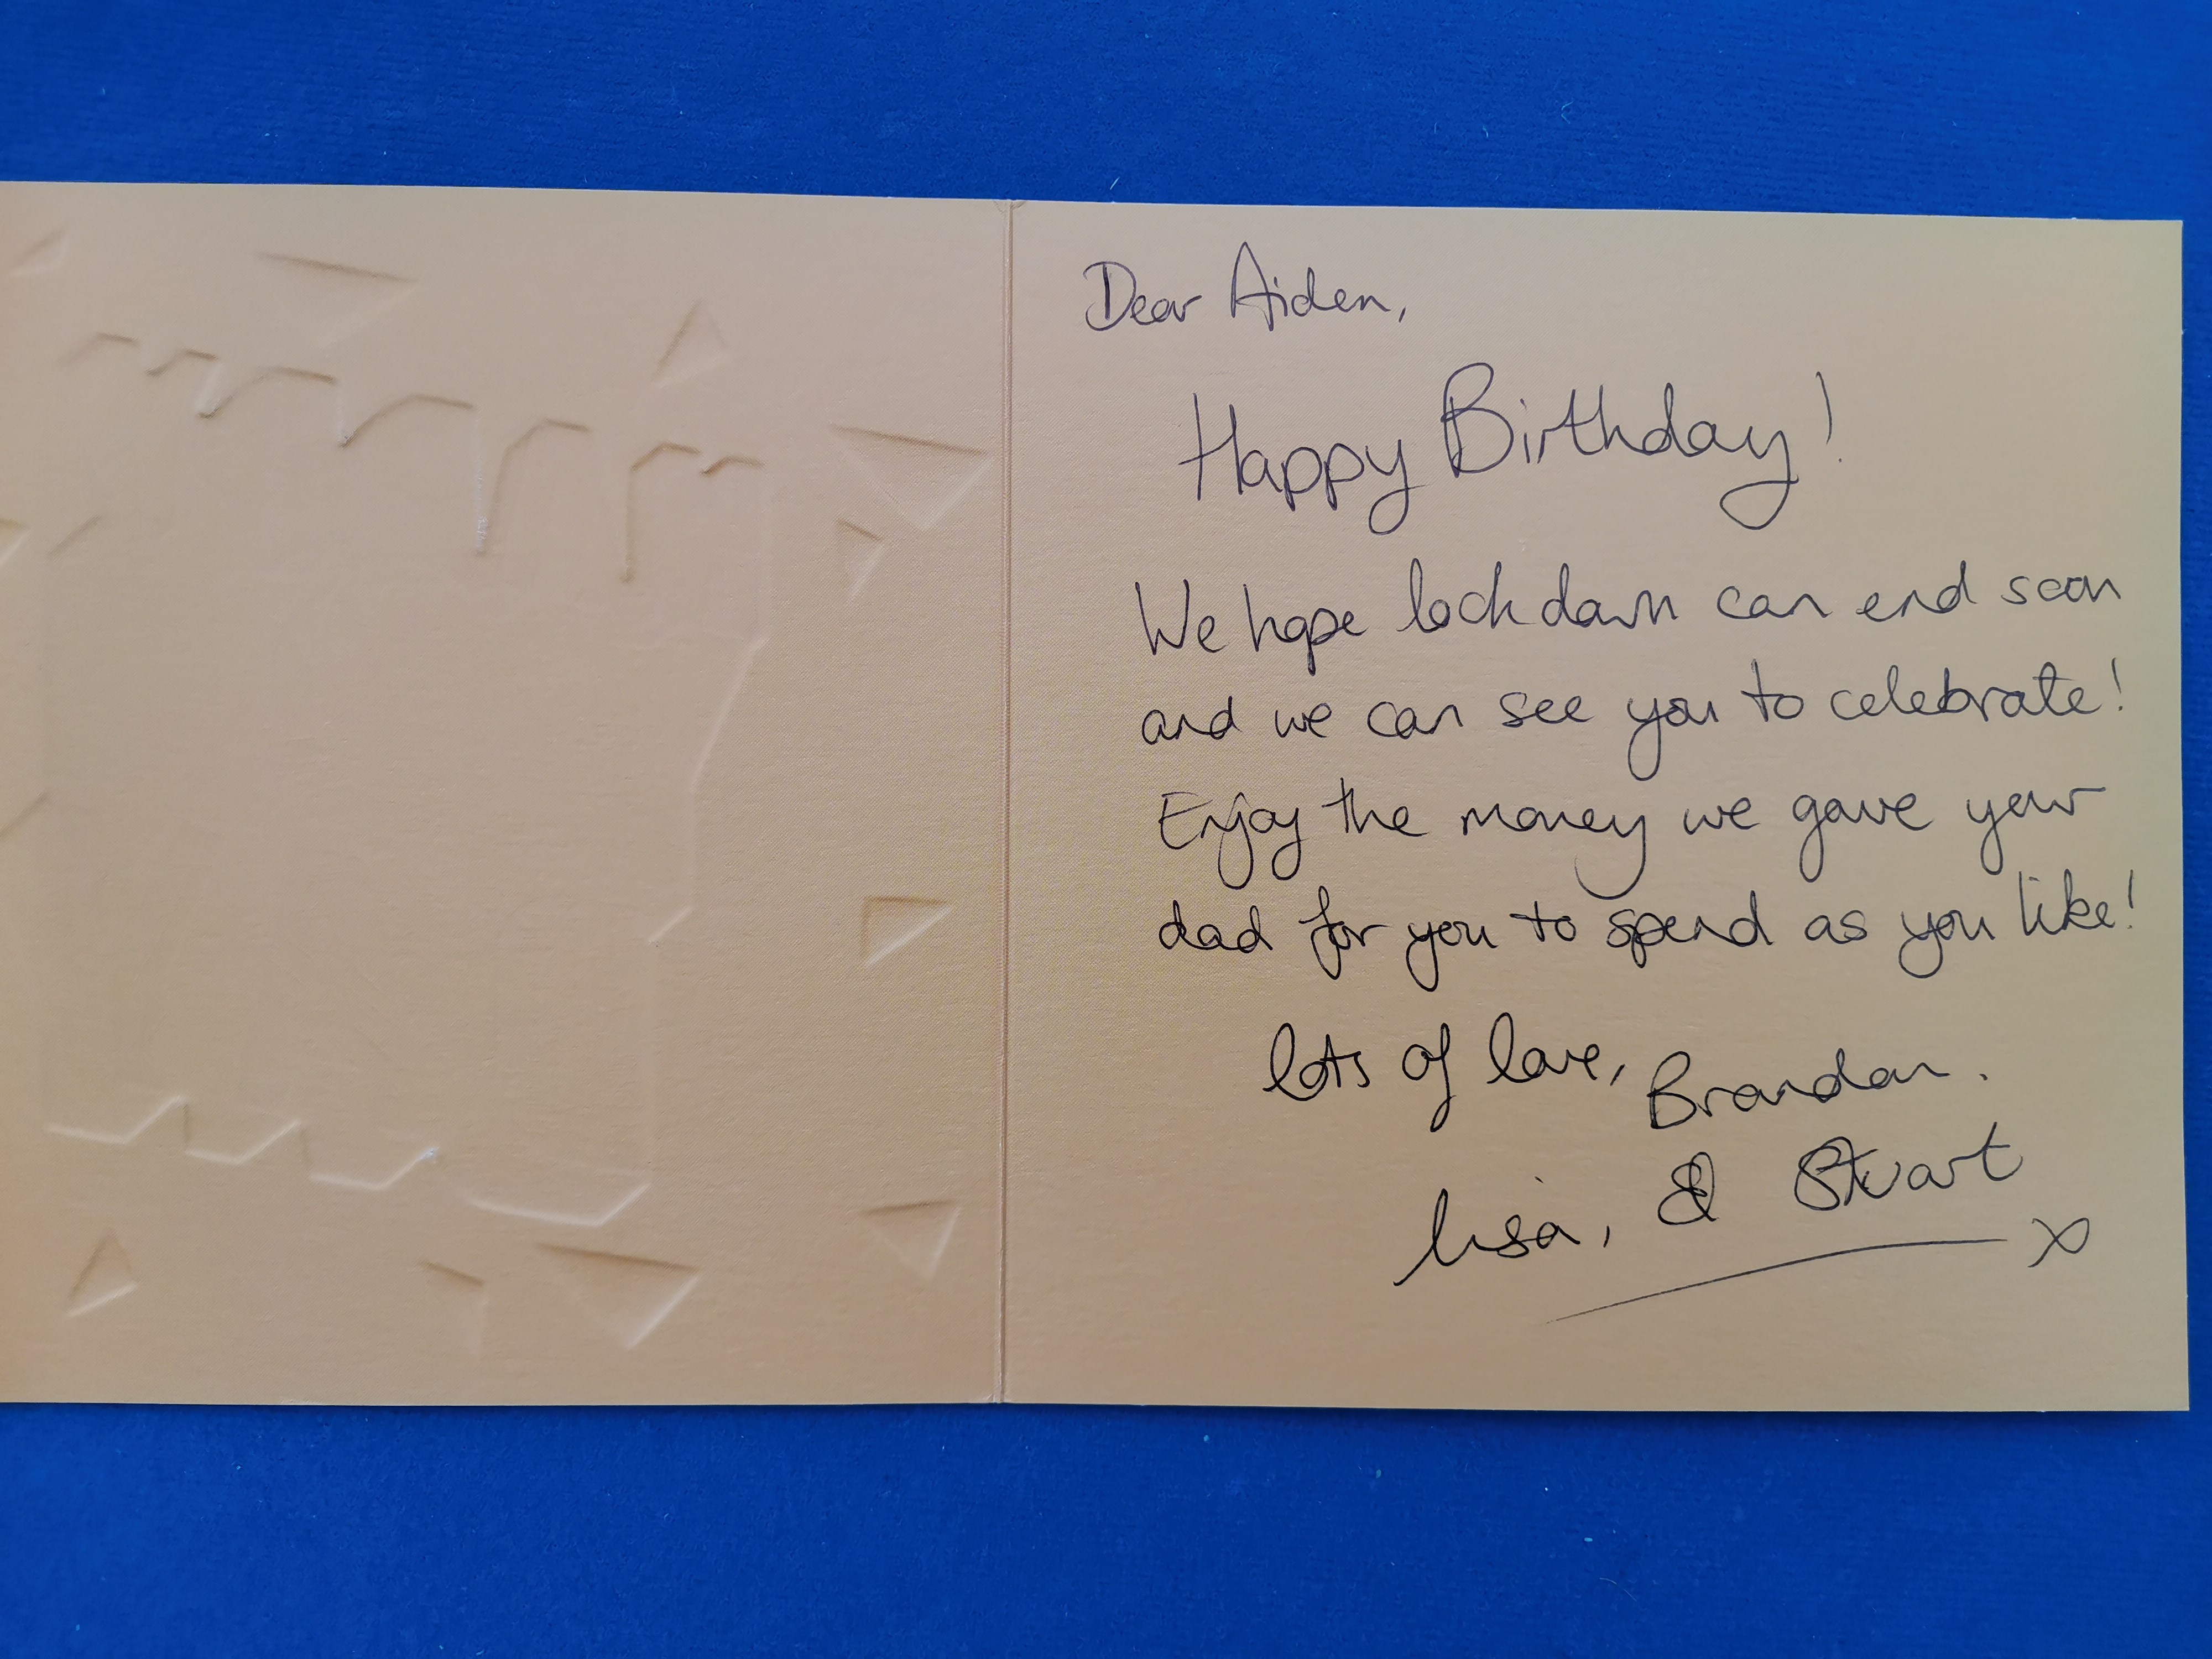 Dear Aiden,
Happy Birthday!
We hope lockdown can end soon
and we can see you to celebrate!
Enjoy the money we gave your
dad for you to spend as you like!
lots of love, Brandon.
Lisa, & Stuart
x